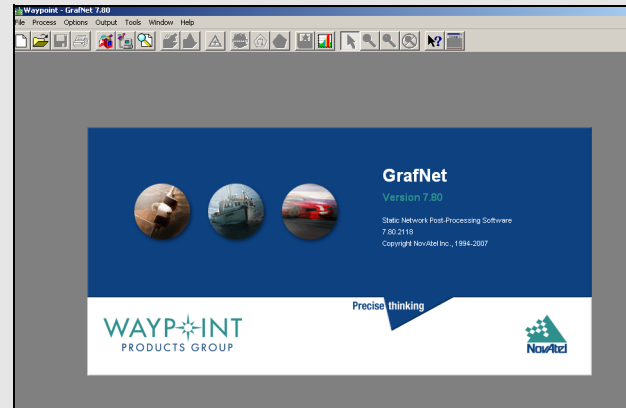 Waypoint - GrafNet 7.80
File Process Options Output Tools Window Help
GrafNet
Version 7.80
Static Network Post-Processing Software
7.80.2118
Copyright NovAtel Inc., 1994-2007
Precise thinking
WAYPOINT
PRODUCTS GROUP
NovAtel